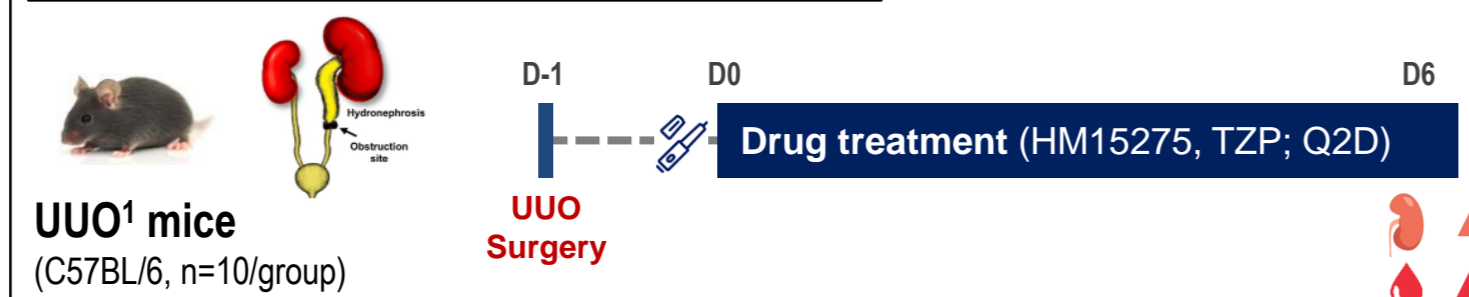 Hydronephrosis
Obstruction
site
UUO¹ mice
(C57BL/6, n=10/group)
D-1
D0
D6
Drug treatment (HM15275, TZP; Q2D)
UUO
Surgery